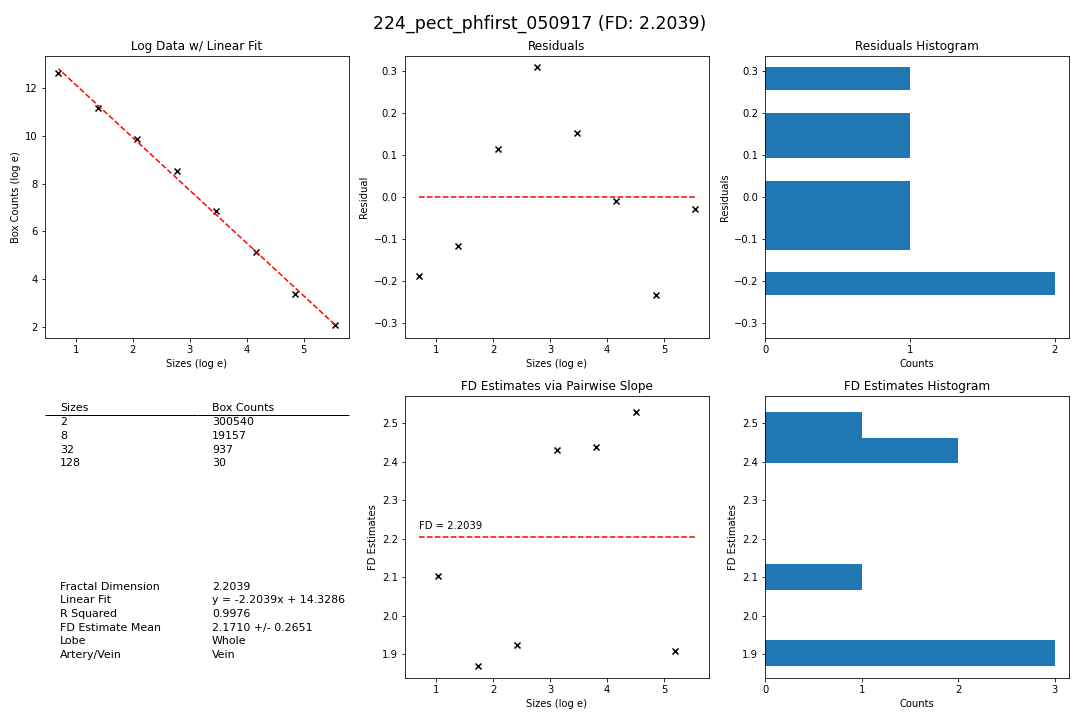 224_pect_phfirst_050917 (FD: 2.2039)
Log Data w/ Linear Fit
Box Counts (log e)
12
10
8
6
4
2
1 2 3 4 5
Sizes (log e)
Residuals
Residual
0.3
0.2
0.1
0.0
−0.1
−0.2
−0.3
1 2 3 4 5
Sizes (log e)
Residuals Histogram
Residuals
0.3
0.2
0.1
0.0
−0.1
−0.2
−0.3
0 1 2
Counts
Sizes Box Counts
2 300540
8 19157
32 937
128 30
Fractal Dimension 2.2039
Linear Fit y = -2.2039x + 14.3286
R Squared 0.9976
FD Estimate Mean 2.1710 +/- 0.2651
Lobe Whole
Artery/Vein Vein
FD Estimates via Pairwise Slope
FD Estimates
2.5
2.4
2.3
2.2
2.1
2.0
1.9
FD = 2.2039
1 2 3 4 5
Sizes (log e)
FD Estimates Histogram
FD Estimates
2.5
2.4
2.3
2.2
2.1
2.0
1.9
0 1 2 3
Counts